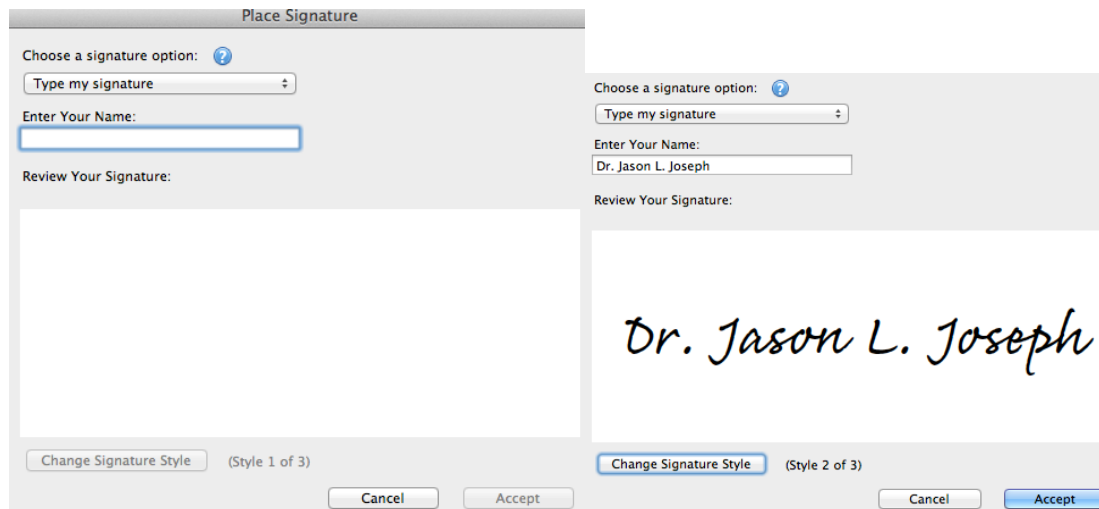 Place Signature
Choose a signature option: ?
Type my signature
Enter Your Name:
Review Your Signature:
Change Signature Style (Style 1 of 3)
Cancel Accept
Choose a signature option: ?
Type my signature
Enter Your Name:
Dr. Jason L. Joseph
Review Your Signature:
Dr. Jason L. Joseph
Change Signature Style (Style 2 of 3)
Cancel Accept